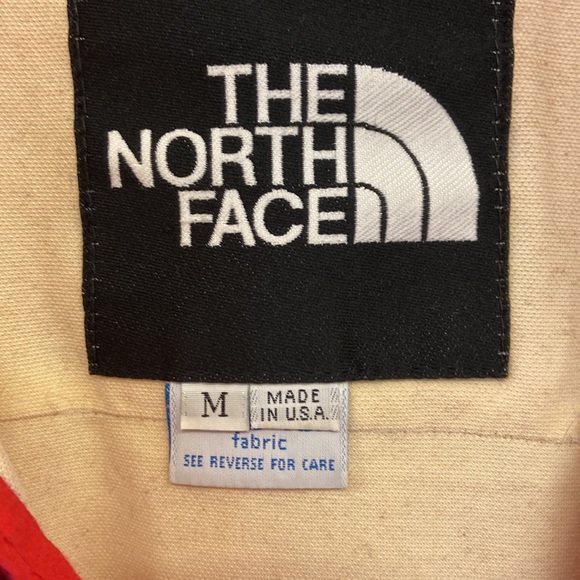 THE
NORTH
FACE
M
MADE
IN U.S.A.
fabric
SEE REVERSE FOR CARE